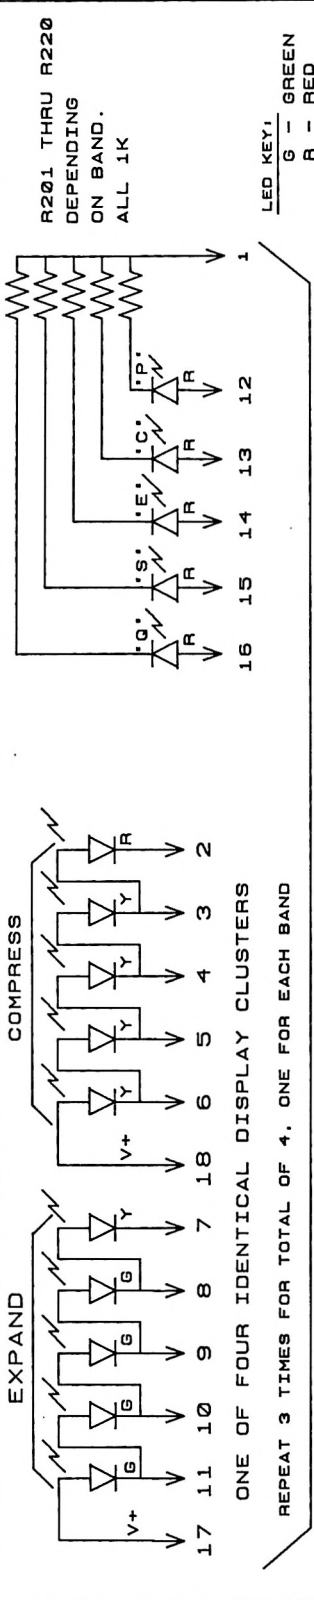 EXPAND
COMPRESS
R201 THRU R220
DEPENDING
ON BAND.
ALL 1K
"Q" "S" "E" "C" "P"
V+ G G G G Y V+ Y Y Y Y R R R R R R
17 11 10 9 8 7 18 6 5 4 3 2 16 15 14 13 12 1
ONE OF FOUR IDENTICAL DISPLAY CLUSTERS
REPEAT 3 TIMES FOR TOTAL OF 4, ONE FOR EACH BAND
LED KEY:
G - GREEN
R - RED